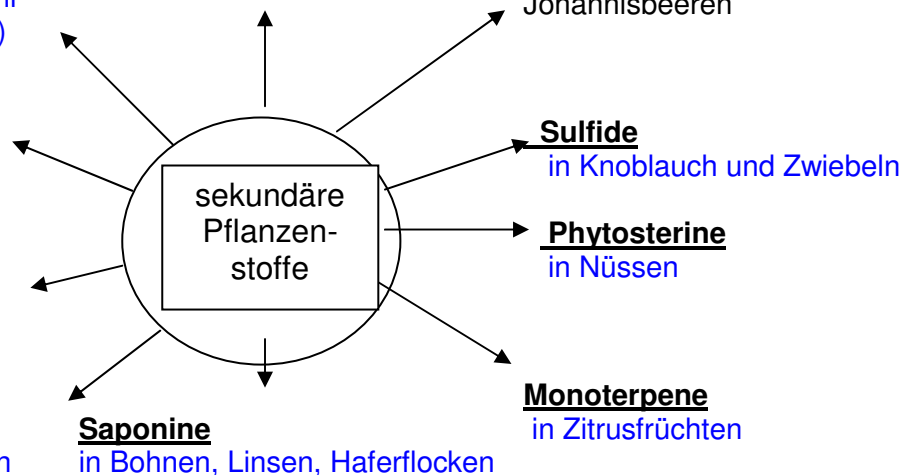 )
Johannisbeeren
Sulfide
in Knoblauch und Zwiebeln
sekundäre
Pflanzen-
stoffe
Phytosterine
in Nüssen
Monoterpene
in Zitrusfrüchten
Saponine
in Bohnen, Linsen, Haferflocken
n